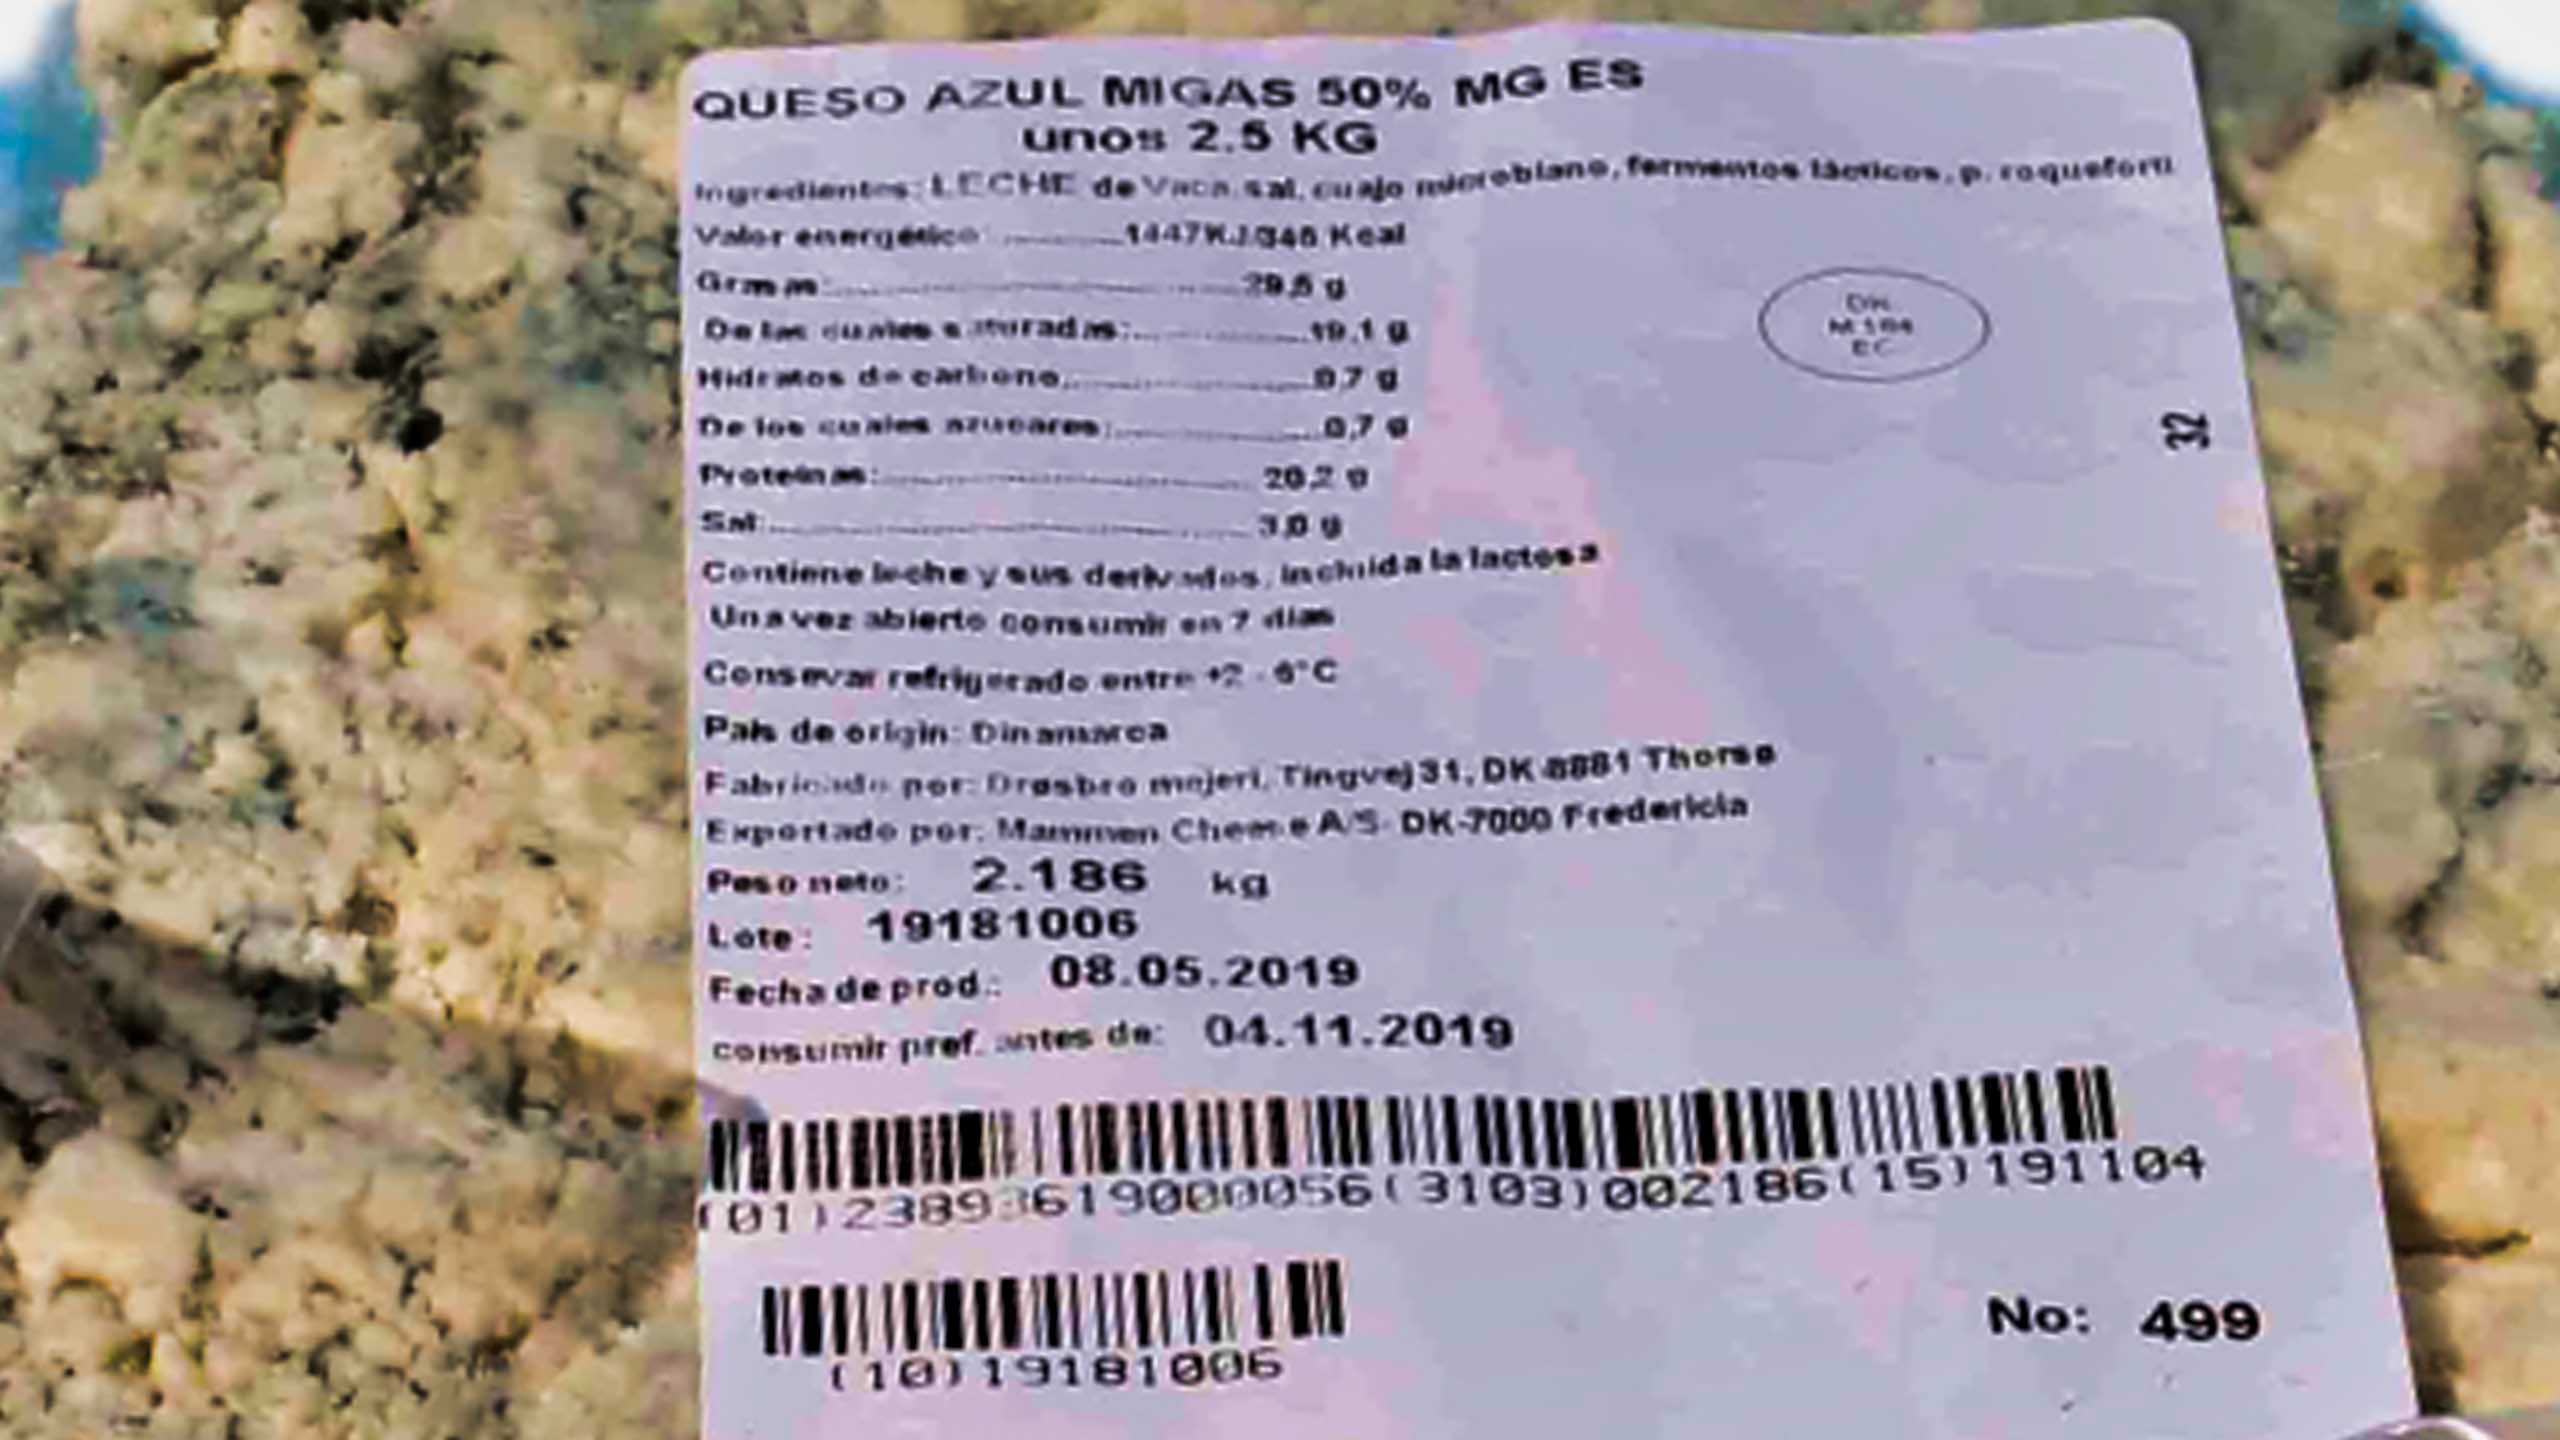 QUESO AZUL MIGAS 50% MG ES
unos 2.5 KG
Ingredientes: LECHE de Vaca, sal, cuajo microbiano, fermentos lácticos, p. roqueforti
Valor energético ............1447KJ/348 Kcal
Grasas:..................29,5 g
De las cuales saturadas:..................19,1 g
Hidratos de carbono..................0,7 g
De los cuales azucares:..................0,7 g
Proteinas:..................20,2 g
Sal:..................3,0 g
Contiene leche y sus derivados, incluida la lactosa
Una vez abierto consumir en 7 dias
Consevar refrigerado entre +2 - 6°C
Pais de origin: Dinamarca
Fabricado por: Drøsbro mejeri, Tingvej 31, DK-8881 Thorsø
Exportado por: Mammen Cheese A/S DK-7000 Fredericia
Peso neto: 2.186 kg
Lote: 19181006
Fecha de prod.: 08.05.2019
consumir pref. antes de: 04.11.2019
(01)23893619000056(3103)002186(15)191104
(10)19181006
No: 499
DK
EC
32